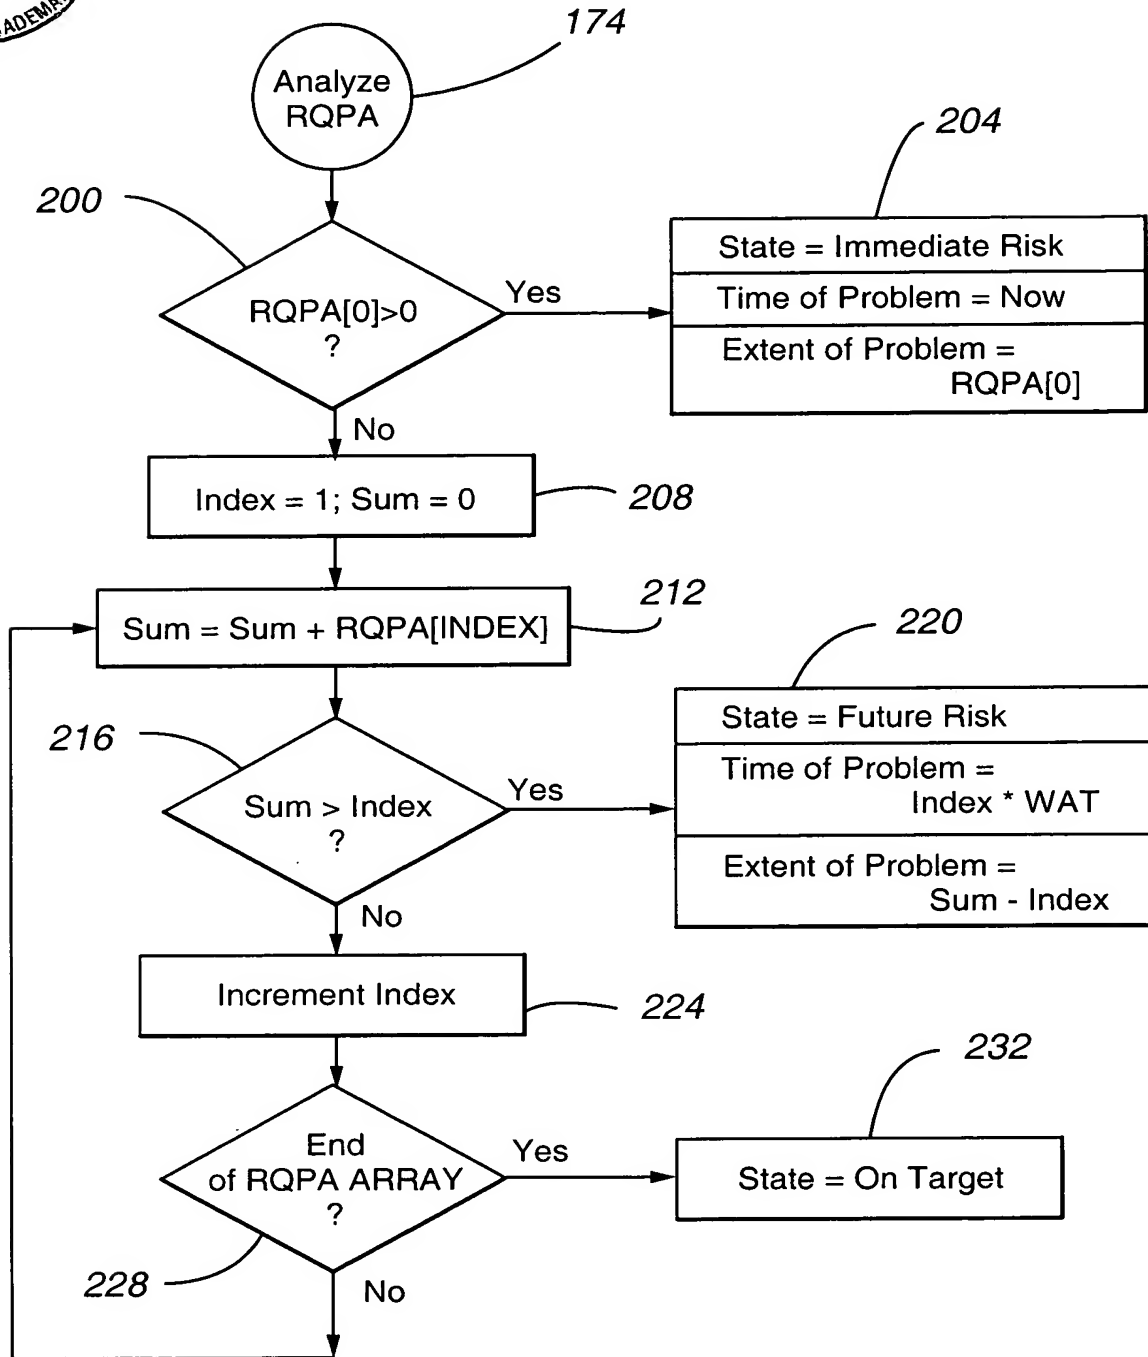 174
Analyze
RQPA
204
200
State = Immediate Risk
RQPA[0]>0
?
Yes
Time of Problem = Now
Extent of Problem =
RQPA[0]
No
Index = 1; Sum = 0
208
212
Sum = Sum + RQPA[INDEX]
220
216
State = Future Risk
Sum > Index
?
Yes
Time of Problem =
Index * WAT
Extent of Problem =
Sum - Index
No
Increment Index
224
232
End
of RQPA ARRAY
?
Yes
State = On Target
228
No